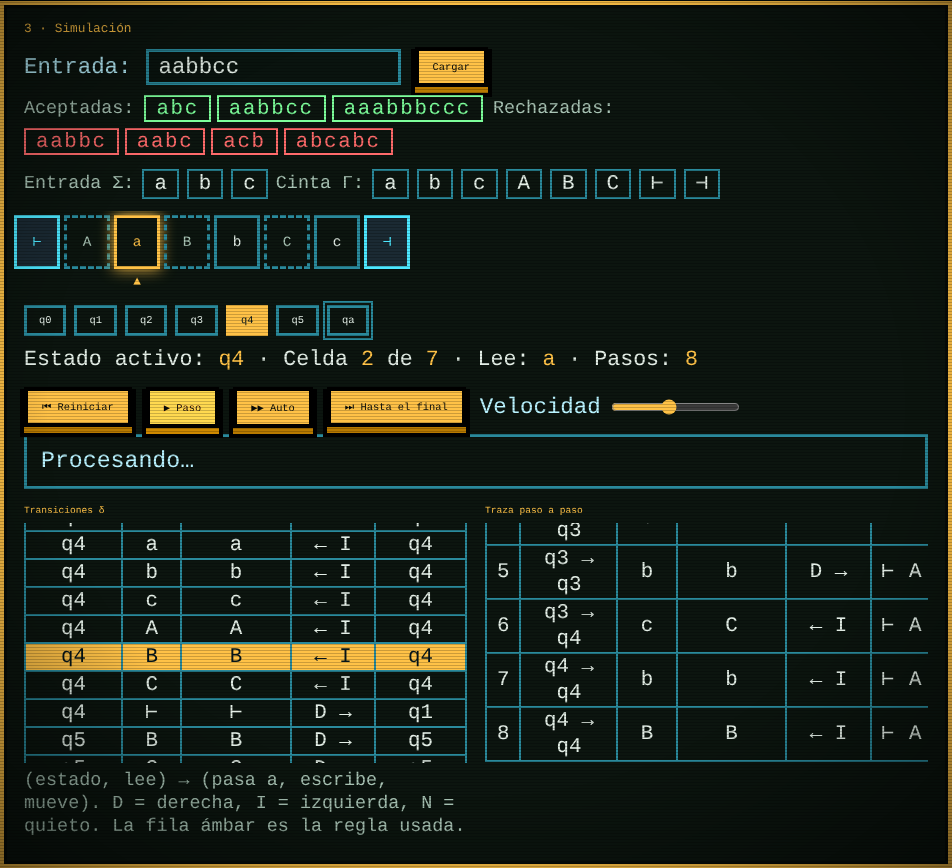 3 · Simulación
Entrada: aabbcc Cargar
Aceptadas: abc aabbcc aaabbbccc Rechazadas:
aabbc aabc acb abcabc
Entrada Σ: a b c Cinta Γ: a b c A B C ⊢ ⊣
⊢ A a B b C c ⊣
▲
q0 q1 q2 q3 q4 q5 qa
Estado activo: q4 · Celda 2 de 7 · Lee: a · Pasos: 8
⏮ Reiniciar ▶ Paso ▶▶ Auto ⏭ Hasta el final Velocidad
Procesando…
Transiciones δ
q4 a a ← I q4
q4 b b ← I q4
q4 c c ← I q4
q4 A A ← I q4
q4 B B ← I q4
q4 C C ← I q4
q4 ⊢ ⊢ D → q1
q5 B B D → q5
(estado, lee) → (pasa a, escribe,
mueve). D = derecha, I = izquierda, N =
quieto. La fila ámbar es la regla usada.
Traza paso a paso
q3
5 q3 → q3 b b D → ⊢ A
6 q3 → q4 c C ← I ⊢ A
7 q4 → q4 b b ← I ⊢ A
8 q4 → q4 B B ← I ⊢ A